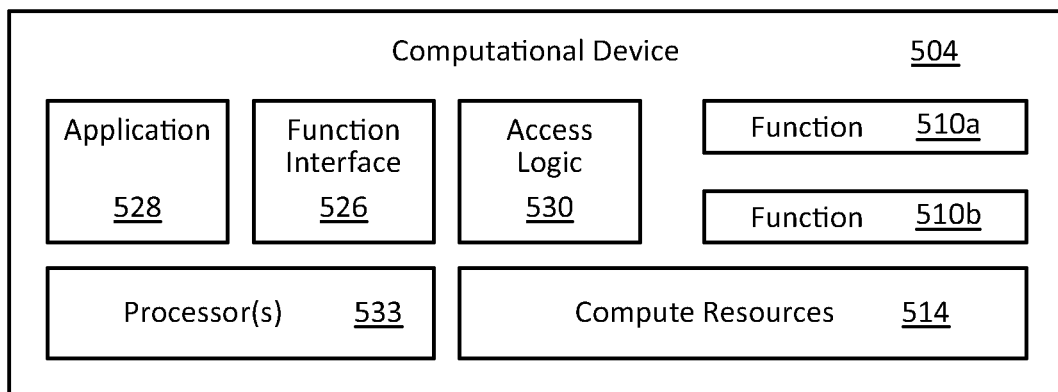 Computational Device 504
Application
528
Function
Interface
526
Access
Logic
530
Function 510a
Function 510b
Processor(s) 533
Compute Resources 514